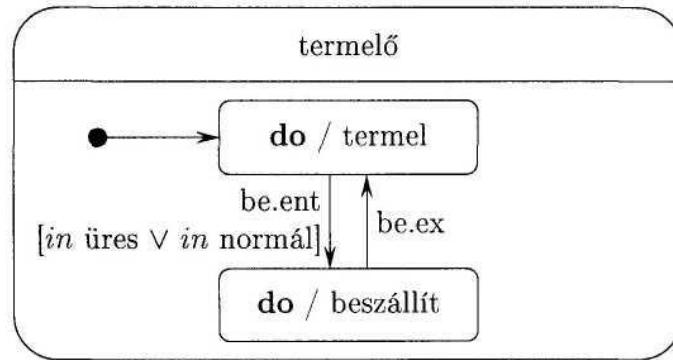 termelő
do / termel
be.ent
be.ex
[in üres ∨ in normál]
do / beszállít